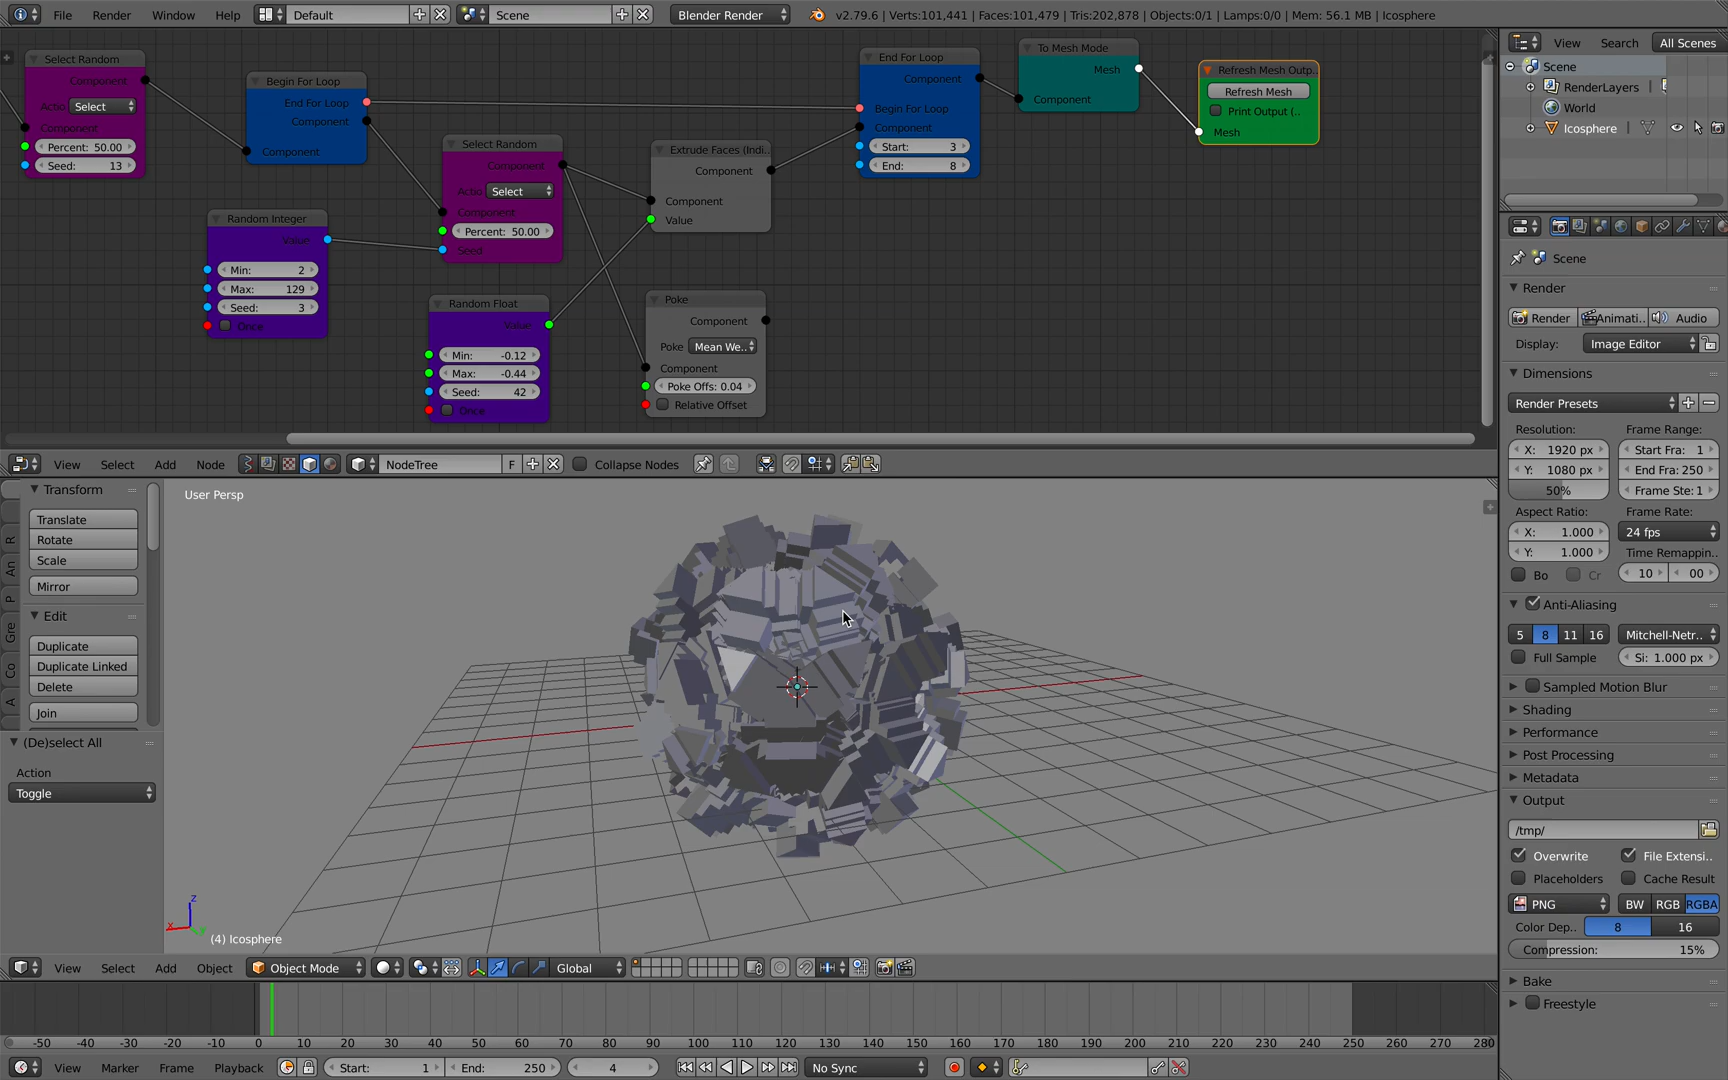 File Render Window Help Default Scene Blender Render v2.79.6 | Verts:101,441 | Faces:101,479 | Tris:202,878 | Objects:0/1 | Lamps:0/0 | Mem: 56.1 MB | Icosphere
Select Random
Component
Actio Select
Component
Percent: 50.00
Seed: 13
Begin For Loop
End For Loop
Component
Component
Random Integer
Value
Min: 2
Max: 129
Seed: 3
Once
Select Random
Component
Actio Select
Component
Percent: 50.00
Seed
Random Float
Value
Min: -0.12
Max: -0.44
Seed: 42
Once
Extrude Faces (Indi..
Component
Component
Value
Poke
Component
Poke Mean We..
Component
Poke Offs: 0.04
Relative Offset
End For Loop
Component
Begin For Loop
Component
Start: 3
End: 8
To Mesh Mode
Mesh
Component
Refresh Mesh Outp..
Refresh Mesh
Print Output (..
Mesh
View Select Add Node NodeTree F Collapse Nodes
Transform
Translate
Rotate
Scale
Mirror
Edit
Duplicate
Duplicate Linked
Delete
Join
R
An
P
Gre
Co
A
(De)select All
Action
Toggle
User Persp
z
x
y
(4) Icosphere
View Select Add Object Object Mode Global
-50 -40 -30 -20 -10 0 10 20 30 40 50 60 70 80 90 100 110 120 130 140 150 160 170 180 190 200 210 220 230 240 250 260 270 280
View Marker Frame Playback Start: 1 End: 250 4 No Sync
View Search All Scenes
Scene
RenderLayers
World
Icosphere
Scene
Render
Render Animati.. Audio
Display: Image Editor
Dimensions
Render Presets
Resolution: Frame Range:
X: 1920 px Start Fra: 1
Y: 1080 px End Fra: 250
50% Frame Ste: 1
Aspect Ratio: Frame Rate:
X: 1.000 24 fps
Y: 1.000 Time Remappin..
Bo Cr 10 00
Anti-Aliasing
5 8 11 16 Mitchell-Netr..
Full Sample Si: 1.000 px
Sampled Motion Blur
Shading
Performance
Post Processing
Metadata
Output
/tmp/
Overwrite File Extensi..
Placeholders Cache Result
PNG BW RGB RGBA
Color Dep.. 8 16
Compression: 15%
Bake
Freestyle